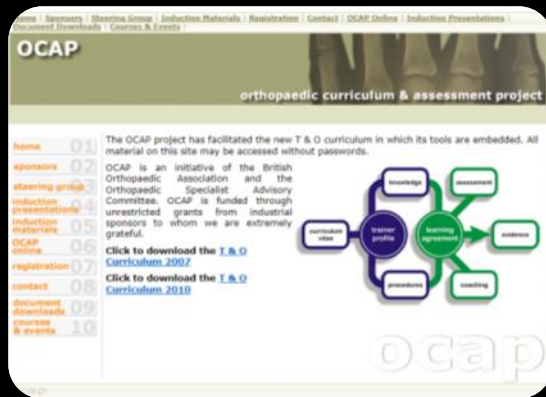 Home | Sponsors | Steering Group | Induction Materials | Registration | Contact | OCAP Online | Induction Presentations |
Document Downloads | Courses & Events |
OCAP
orthopaedic curriculum & assessment project
home 01
sponsors 02
steering group 03
induction
presentations 04
induction
materials 05
OCAP
online 06
registration 07
contact 08
document
downloads 09
courses
& events 10
The OCAP project has facilitated the new T & O curriculum in which its tools are embedded. All
material on this site may be accessed without passwords.
OCAP is an initiative of the British
Orthopaedic Association and the
Orthopaedic Specialist Advisory
Committee. OCAP is funded through
unrestricted grants from industrial
sponsors to whom we are extremely
grateful.
Click to download the T & O
Curriculum 2007
Click to download the T & O
Curriculum 2010
knowledge
assessment
curriculum
vitae
trainer
profile
learning
agreement
evidence
procedures
coaching
ocap